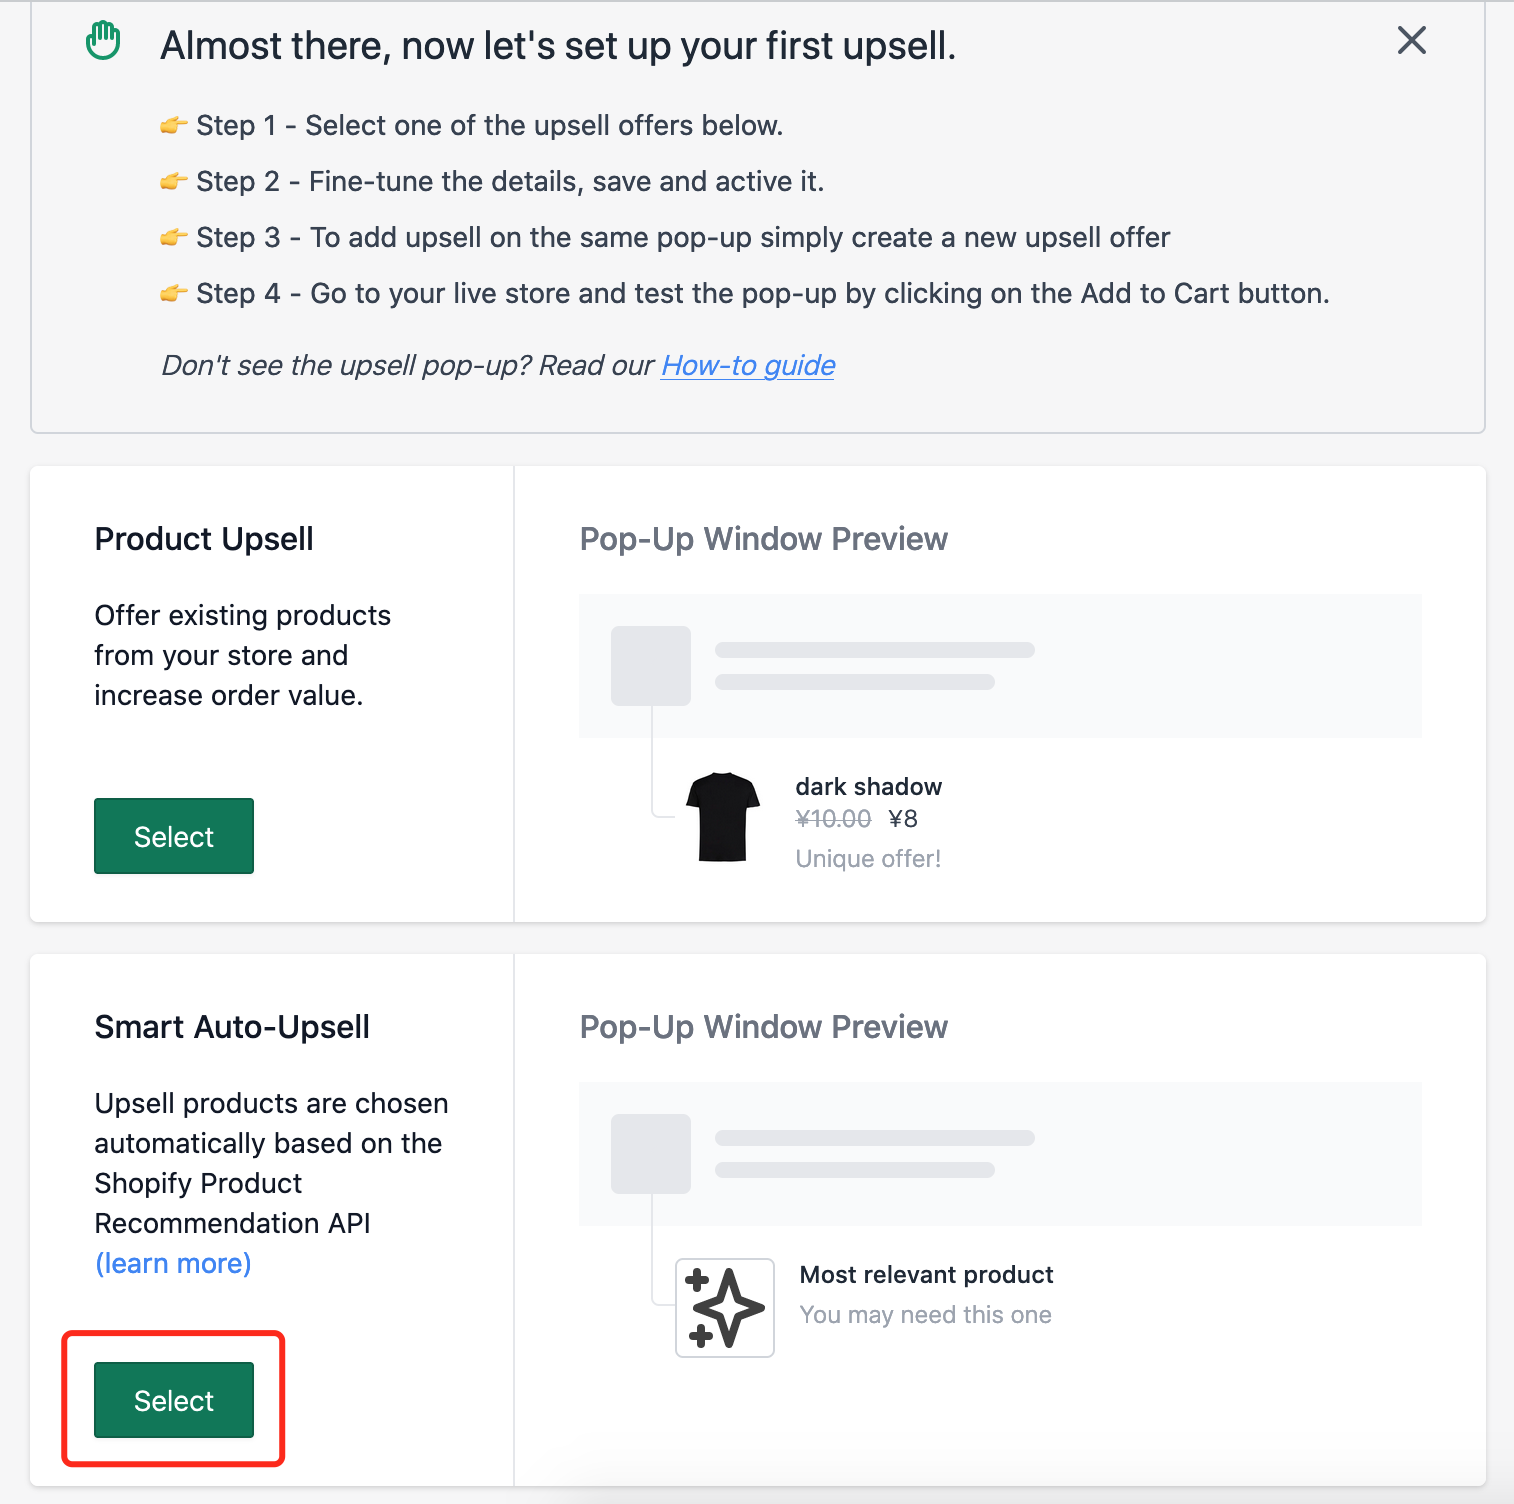 Almost there, now let's set up your first upsell.
👉 Step 1 - Select one of the upsell offers below.
👉 Step 2 - Fine-tune the details, save and active it.
👉 Step 3 - To add upsell on the same pop-up simply create a new upsell offer
👉 Step 4 - Go to your live store and test the pop-up by clicking on the Add to Cart button.
Don't see the upsell pop-up? Read our How-to guide
Product Upsell
Offer existing products
from your store and
increase order value.
Select
Pop-Up Window Preview
dark shadow
¥10.00 ¥8
Unique offer!
Smart Auto-Upsell
Upsell products are chosen
automatically based on the
Shopify Product
Recommendation API
(learn more)
Select
Pop-Up Window Preview
Most relevant product
You may need this one